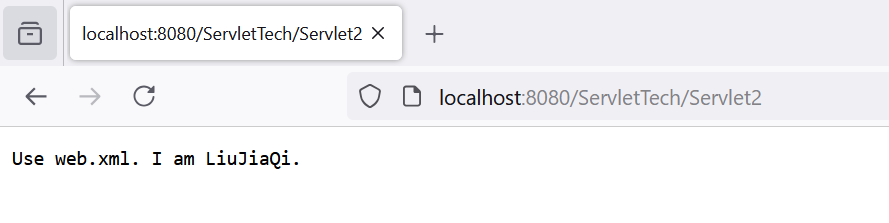 localhost:8080/ServletTech/Servlet2
localhost:8080/ServletTech/Servlet2
Use web.xml. I am LiuJiaQi.